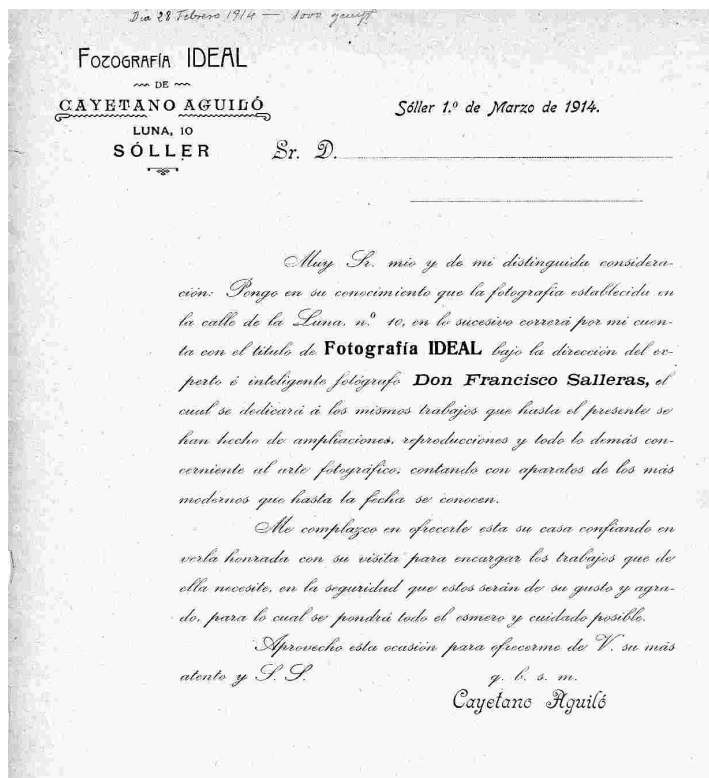 Dia 28 Febrero 1914 — 1000
FOTOGRAFÍA IDEAL
DE
CAYETANO AGUILÓ
LUNA, 10
SÓLLER
Sóller 1.º de Marzo de 1914.
Sr. D.
Muy Sr. mio y de mi distinguida considera-
ción: Pongo en su conocimiento que la fotografía establecida en
la calle de la Luna, n.º 10, en lo sucesivo correrá por mi cuen-
ta con el título de Fotografía IDEAL bajo la dirección del ex-
perto é inteligente fotógrafo Don Francisco Salleras, el
cual se dedicará á los mismos trabajos que hasta el presente se
han hecho de ampliaciones, reproducciones y todo lo demás con-
cerniente al arte fotográfico, contando con aparatos de los más
modernos que hasta la fecha se conocen.
Me complazco en ofrecerle esta su casa confiando en
verla honrada con su visita para encargar los trabajos que de
ella necesite, en la seguridad que estos serán de su gusto y agra-
do, para lo cual se pondrá todo el esmero y cuidado posible.
Aprovecho esta ocasión para ofrecerme de V. su más
atento y S. S. q. b. s. m.
Cayetano Aguiló